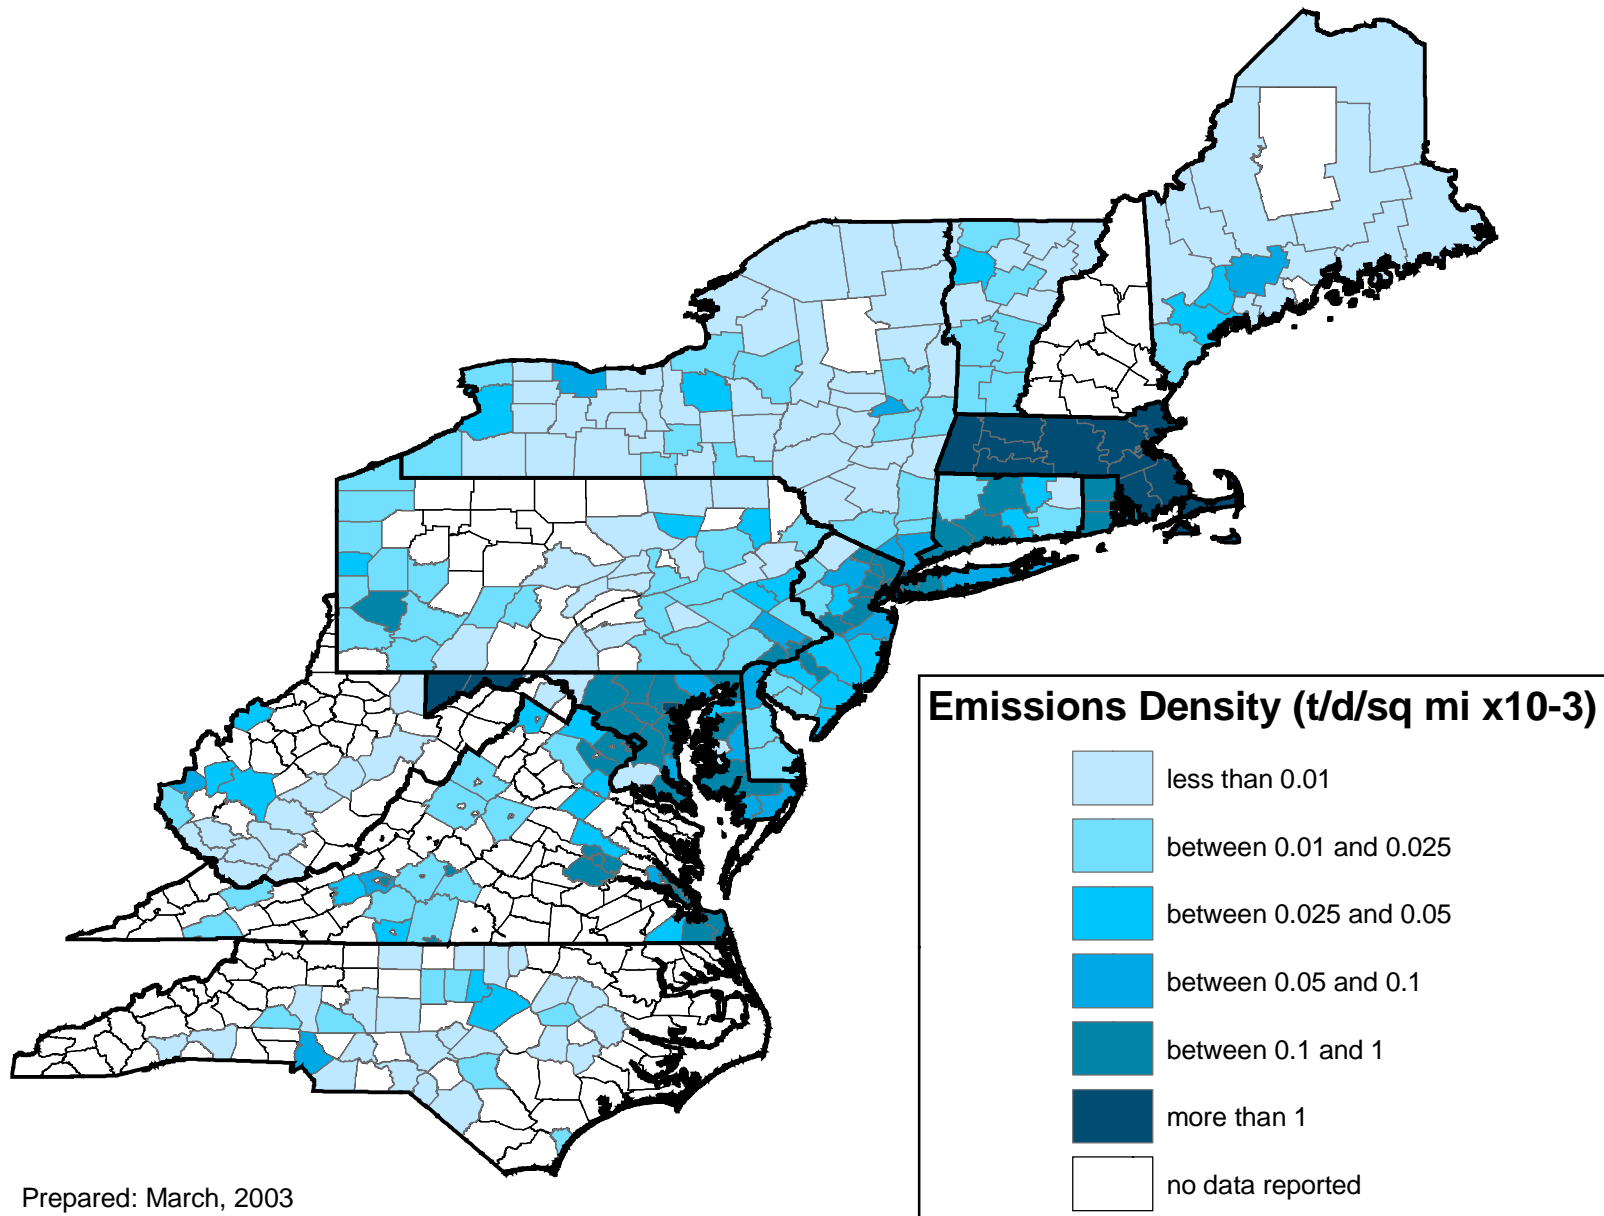 Emissions Density (t/d/sq mi x10-3)
less than 0.01
between 0.01 and 0.025
between 0.025 and 0.05
between 0.05 and 0.1
between 0.1 and 1
more than 1
no data reported
Prepared: March, 2003